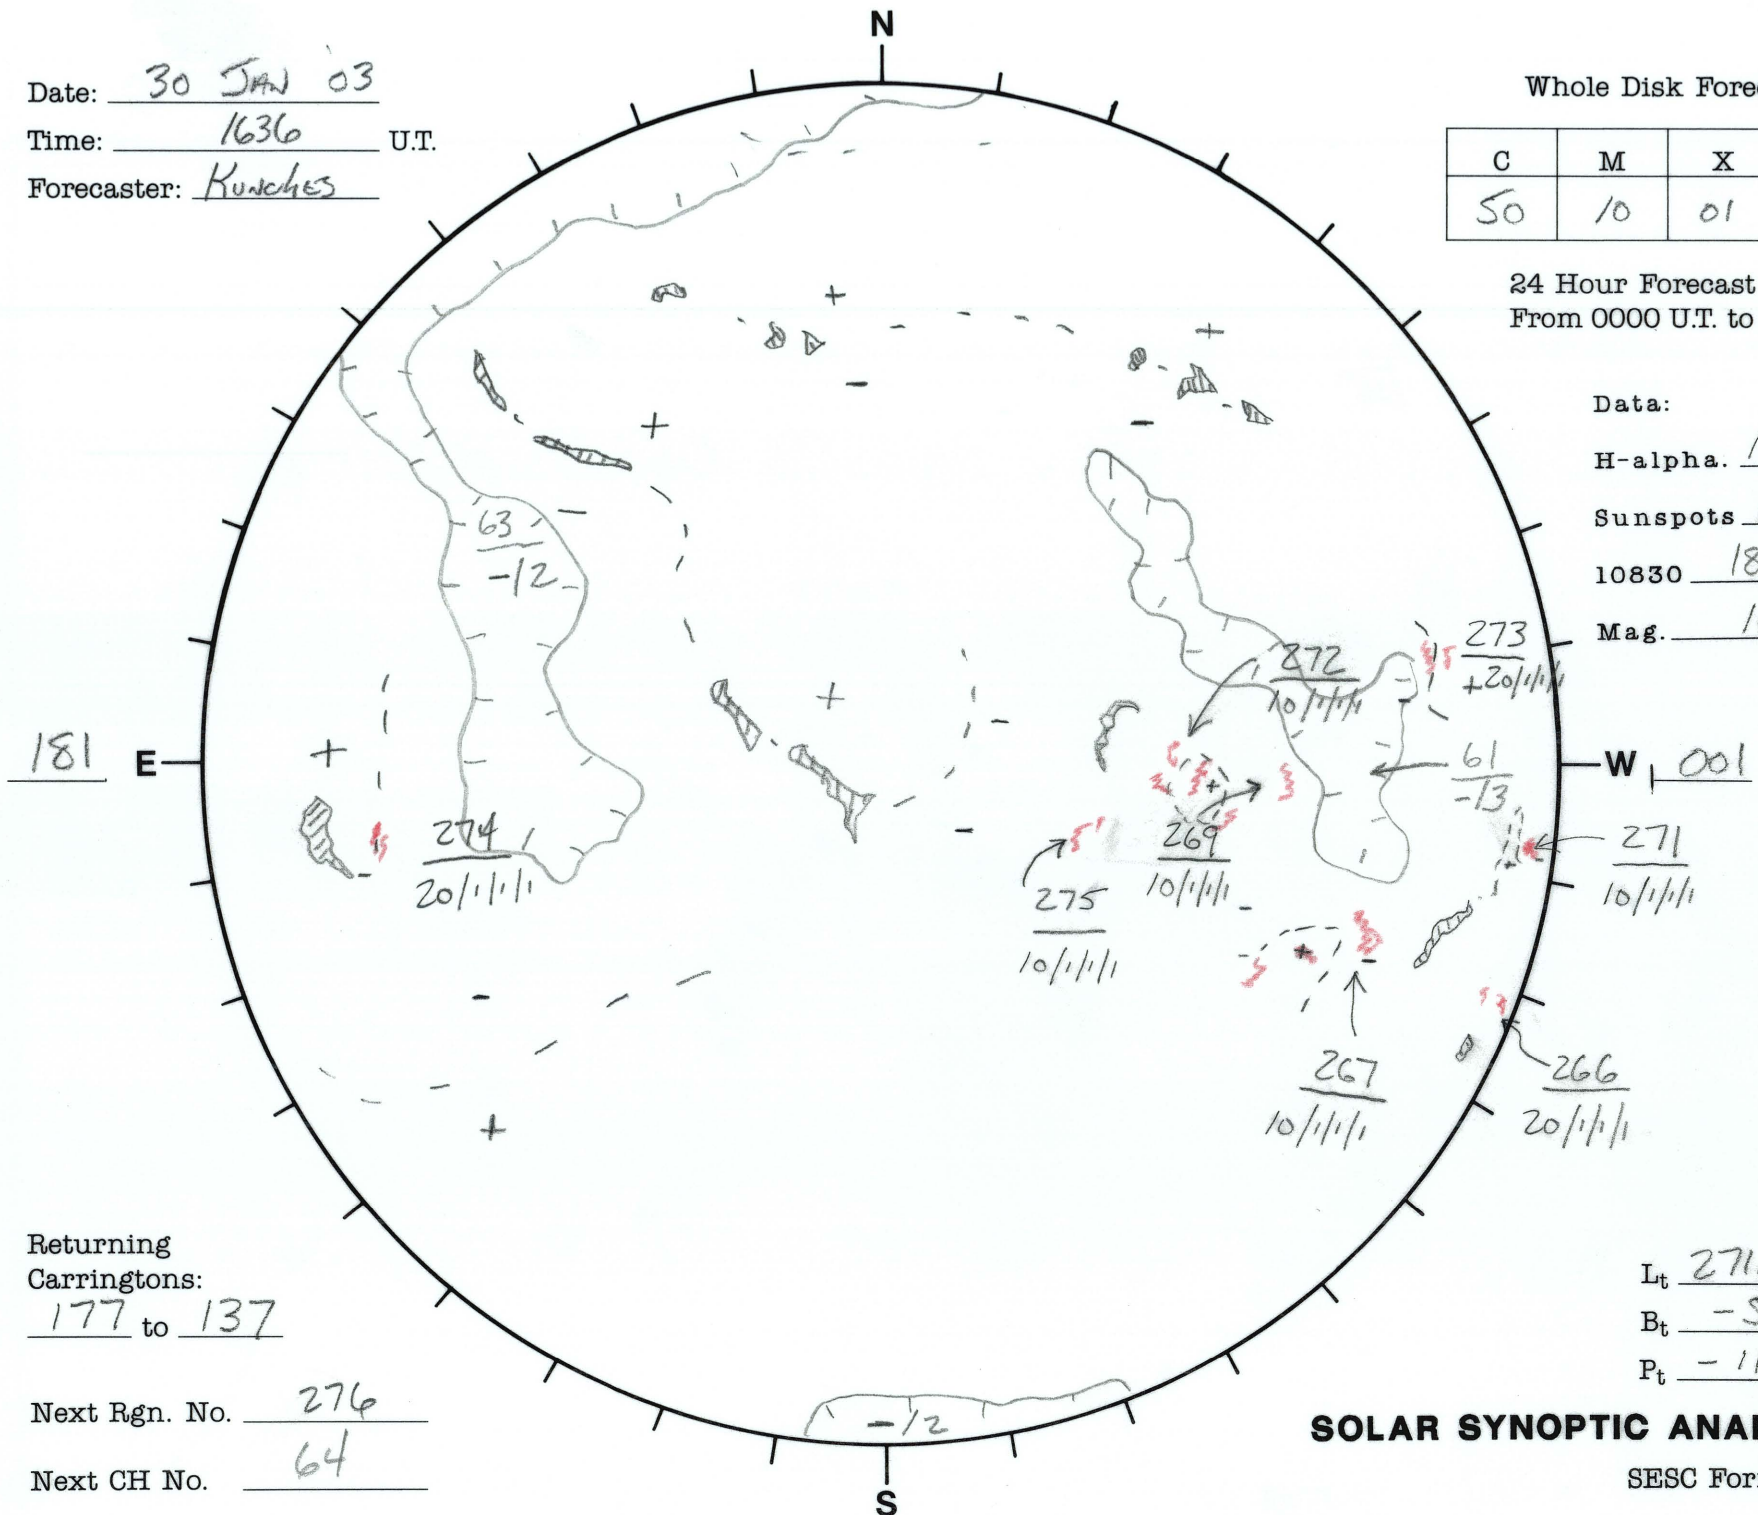 N
Date: 30 JAN '03
Time: 1636 U.T.
Forecaster: KUNCHES
Whole Disk Fore
C M X
50 10 01
24 Hour Forecast
From 0000 U.T. to
Data:
H-alpha.
Sunspots
10830 18
Mag. 1
+
+
-
+
-
63
-12
-
273
+20/1/1/1
272
10/1/1/1
+
-
181 E
+
W 001
61
-13
+
274
20/1/1/1
-
-
269
10/1/1/1
271
10/1/1/1
275
10/1/1/1
-
-
+
-
267
10/1/1/1
266
20/1/1/1
-
+
Returning
Carringtons:
177 to 137
Lt 271
Bt -
Pt - 1
Next Rgn. No. 276
Next CH No. 64
-12
S
SOLAR SYNOPTIC ANA
SESC For